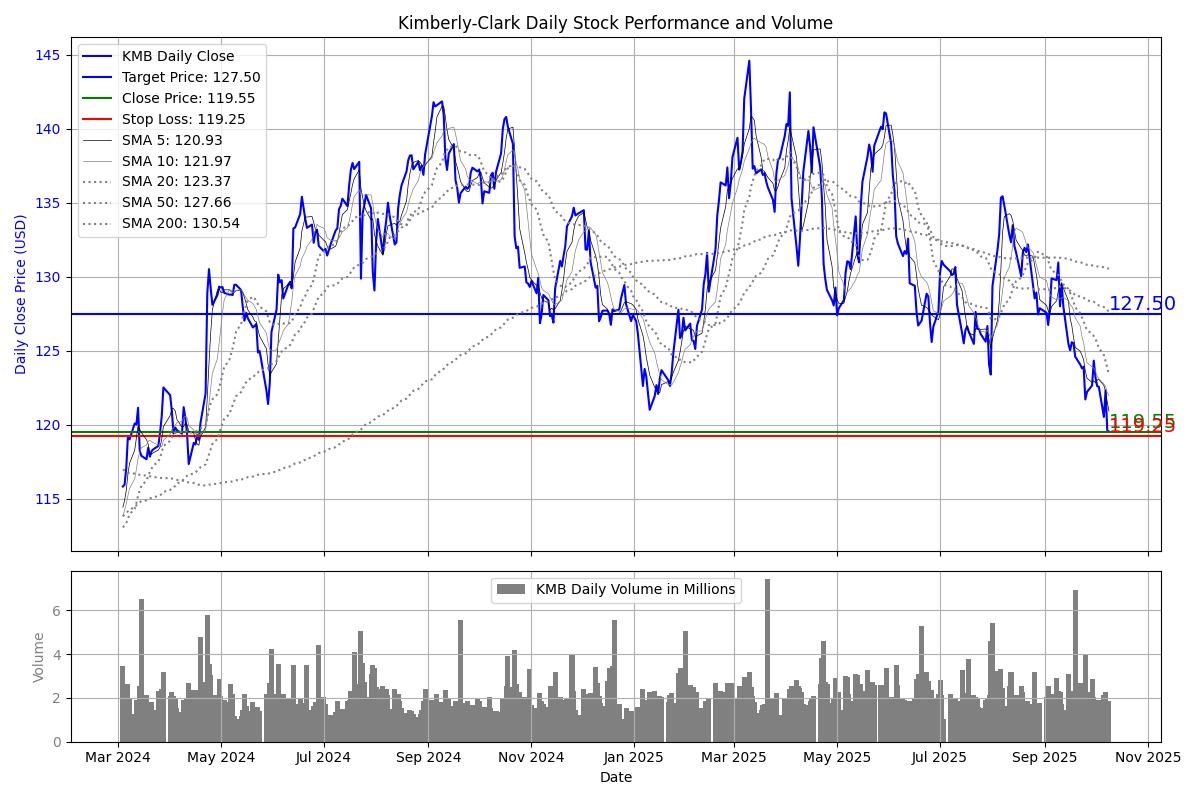 Kimberly-Clark Daily Stock Performance and Volume
Daily Close Price (USD)
145
140
135
130
125
120
115
KMB Daily Close
Target Price: 127.50
Close Price: 119.55
Stop Loss: 119.25
SMA 5: 120.93
SMA 10: 121.97
SMA 20: 123.37
SMA 50: 127.66
SMA 200: 130.54
127.50
119.55
119.25
Volume
6
4
2
0
KMB Daily Volume in Millions
Mar 2024 May 2024 Jul 2024 Sep 2024 Nov 2024 Jan 2025 Mar 2025 May 2025 Jul 2025 Sep 2025 Nov 2025
Date